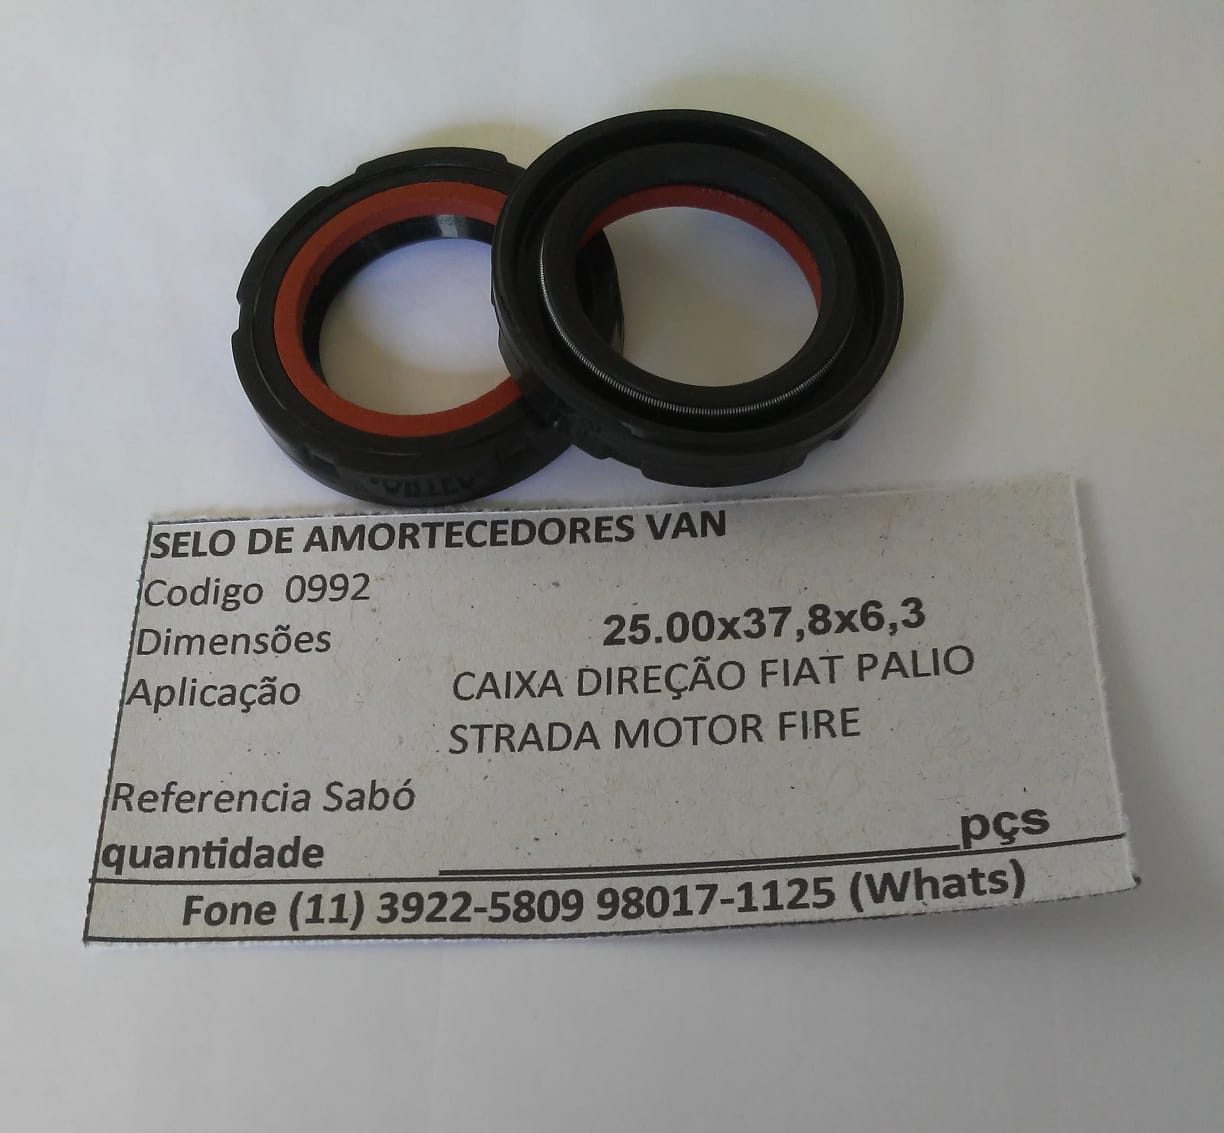 SELO DE AMORTECEDORES VAN
Codigo 0992
Dimensões 25.00x37,8x6,3
Aplicação CAIXA DIREÇÃO FIAT PALIO
STRADA MOTOR FIRE
Referencia Sabó
quantidade pçs
Fone (11) 3922-5809 98017-1125 (Whats)